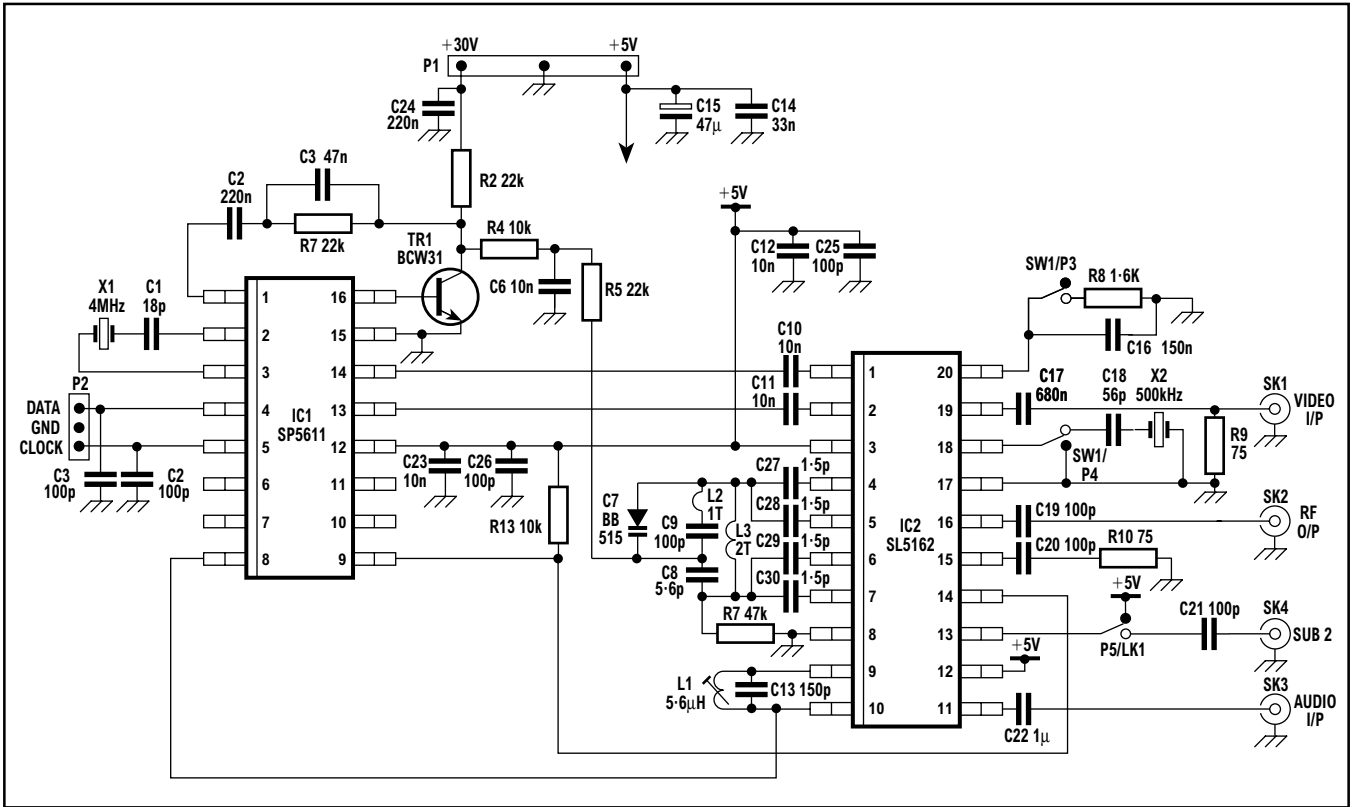 +30V
+5V
P1
C24
220n
C15
47µ
C14
33n
C3 47n
C2
220n
R2 22k
R7 22k
TR1
BCW31
R4 10k
C6 10n
R5 22k
+5V
C12
10n
C25
100p
SW1/P3
R8 1·6K
C16 150n
X1
4MHz
C1
18p
1
2
3
4
5
6
7
8
16
15
14
13
12
11
10
9
IC1
SP5611
P2
DATA
GND
CLOCK
C3
100p
C2
100p
C10
10n
C11
10n
C23
10n
C26
100p
R13 10k
C7
BB
515
L2
1T
C9
100p
L3
2T
C8
5·6p
C27
1·5p
C28
1·5p
C29
1·5p
C30
1·5p
R7 47k
L1
5·6µH
C13 150p
1
2
3
4
5
6
7
8
9
10
20
19
18
17
16
15
14
13
12
11
IC2
SL5162
C17
680n
C18
56p
X2
500kHz
SW1/
P4
R9
75
SK1
VIDEO
I/P
C19 100p
SK2
RF
O/P
C20 100p
R10 75
+5V
P5/LK1
C21 100p
SK4
SUB 2
+5V
C22 1µ
SK3
AUDIO
I/P